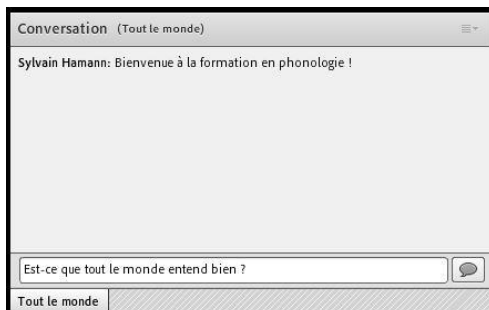 Conversation (Tout le monde)
Sylvain Hamann: Bienvenue à la formation en phonologie !
Est-ce que tout le monde entend bien ?
Tout le monde